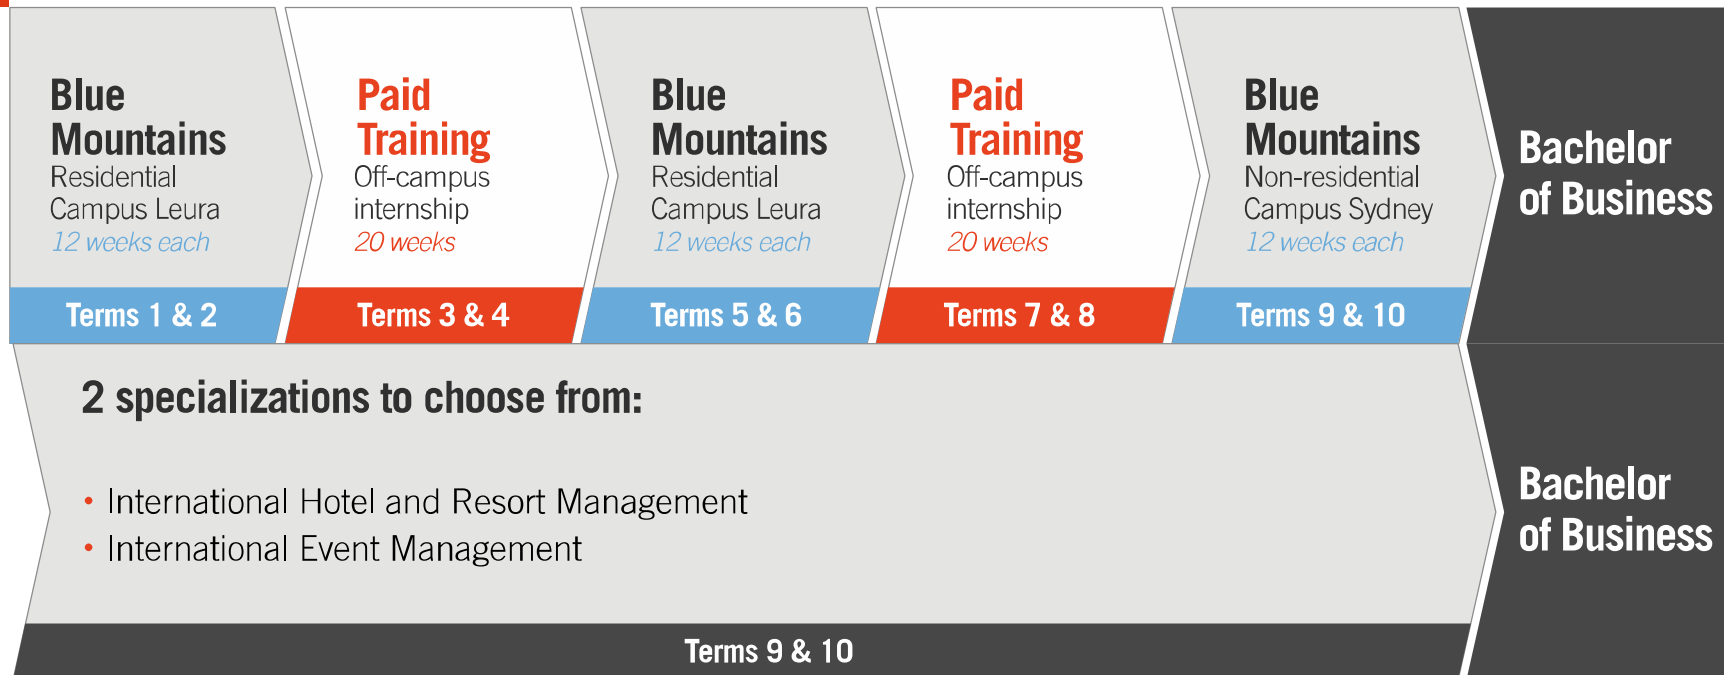 Blue
Mountains
Residential
Campus Leura
12 weeks each
Terms 1 & 2
Paid
Training
Off-campus
internship
20 weeks
Terms 3 & 4
Blue
Mountains
Residential
Campus Leura
12 weeks each
Terms 5 & 6
Paid
Training
Off-campus
internship
20 weeks
Terms 7 & 8
Blue
Mountains
Non-residential
Campus Sydney
12 weeks each
Terms 9 & 10
Bachelor
of Business
2 specializations to choose from:
• International Hotel and Resort Management
• International Event Management
Terms 9 & 10
Bachelor
of Business